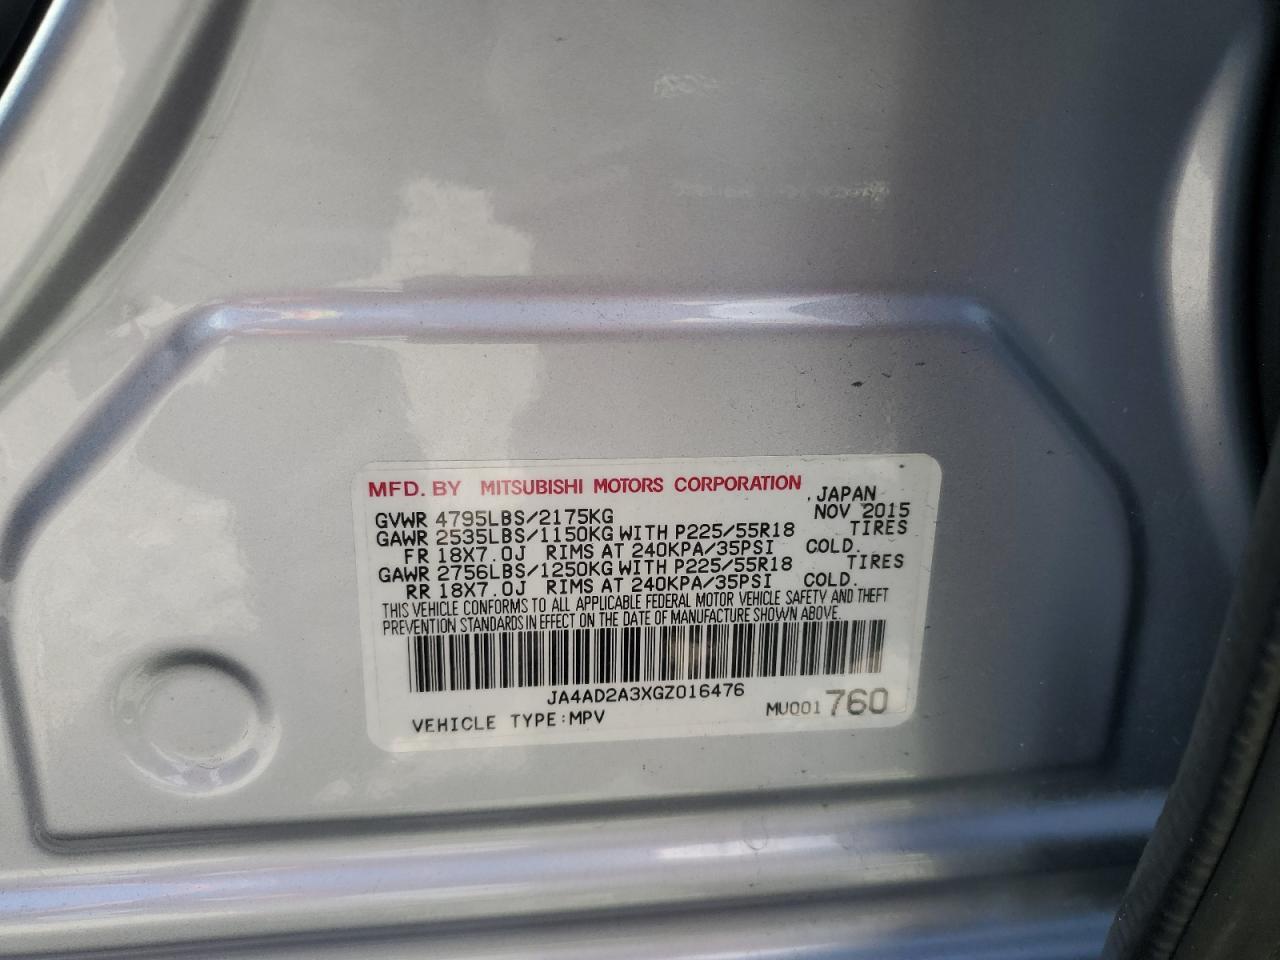 MFD. BY MITSUBISHI MOTORS CORPORATION . JAPAN
GVWR 4795LBS/2175KG NOV 2015
GAWR 2535LBS/1150KG WITH P225/55R18 TIRES
FR 18X7.0J RIMS AT 240KPA/35PSI COLD.
GAWR 2756LBS/1250KG WITH P225/55R18 TIRES
RR 18X7.0J RIMS AT 240KPA/35PSI COLD.
THIS VEHICLE CONFORMS TO ALL APPLICABLE FEDERAL MOTOR VEHICLE SAFETY AND THEFT
PREVENTION STANDARDS IN EFFECT ON THE DATE OF MANUFACTURE SHOWN ABOVE.
JA4AD2A3XGZ016476
VEHICLE TYPE:MPV MUQ01 760